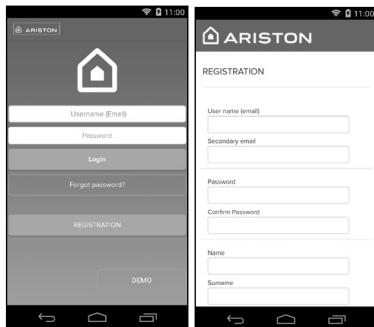 11:00
ARISTON
Username (Email)
Password
Login
Forgot password?
REGISTRATION
DEMO
11:00
ARISTON
REGISTRATION
User name (email)
Secondary email
Password
Confirm Password
Name
Surname